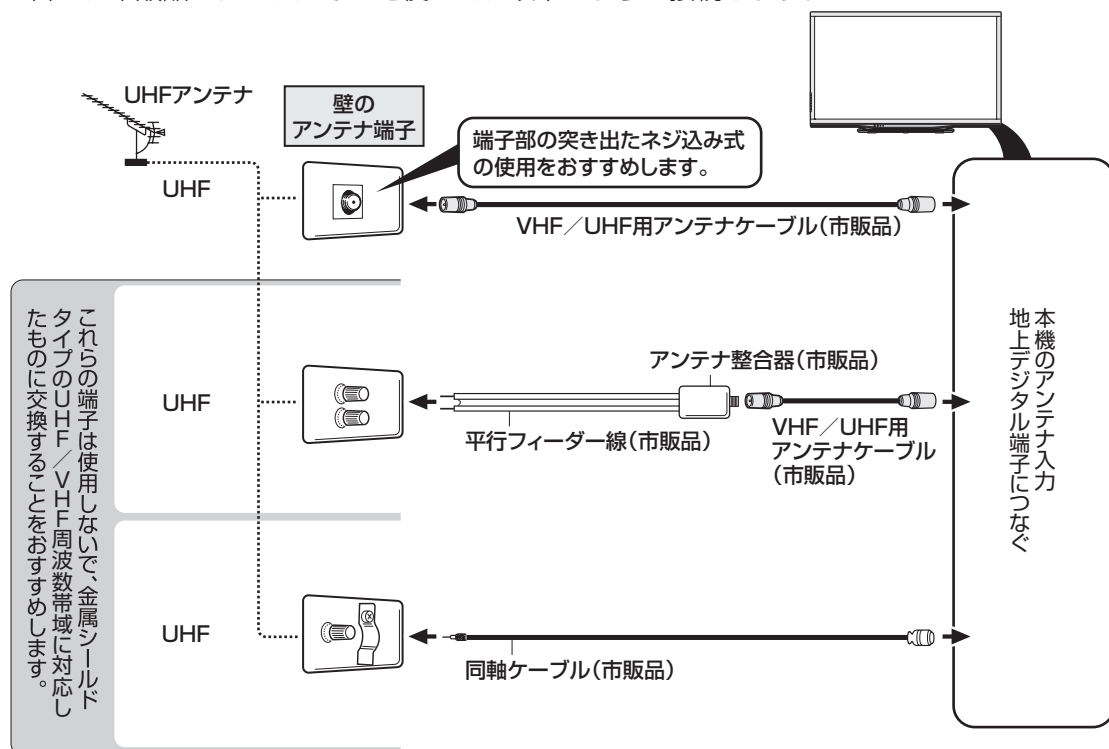 UHFアンテナ
壁の
アンテナ端子
端子部の突き出たネジ込み式
の使用をおすすめします。
UHF
VHF／UHF用アンテナケーブル（市販品）
これらの端子は使用しないで、金属シールド
タイプのUHF／VHF周波数帯域に対応し
たものに交換することをおすすめします。
UHF
アンテナ整合器（市販品）
平行フィーダー線（市販品）
VHF／UHF用
アンテナケーブル
（市販品）
UHF
同軸ケーブル（市販品）
本機のアンテナ入力
地上デジタル端子につなぐ